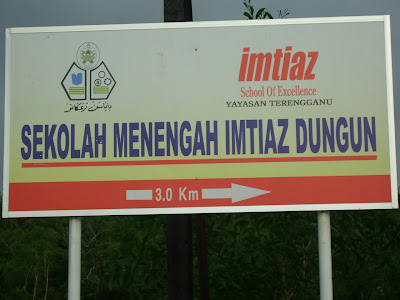 imtiaz
School Of Excellence
YAYASAN TERENGGANU
SEKOLAH MENENGAH IMTIAZ DUNGUN
3.0 Km